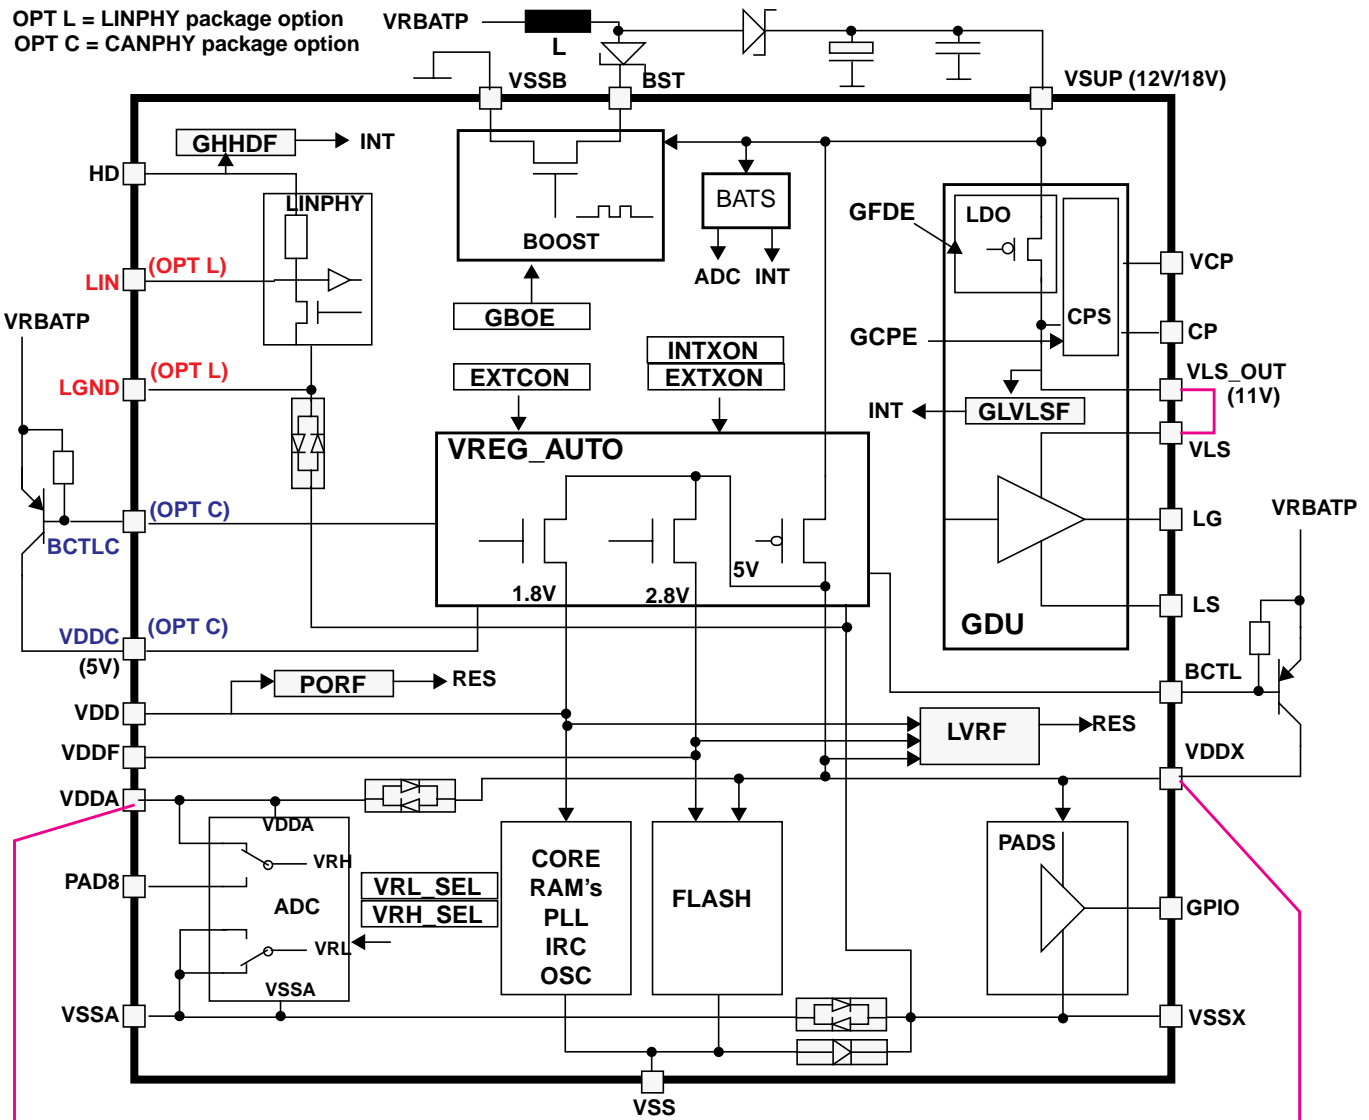 OPT L = LINPHY package option
OPT C = CANPHY package option
VRBATP
L
VSSB
BST
VSUP (12V/18V)
GHHDF
INT
HD
LINPHY
BATS
BOOST
ADC
INT
GFDE
LDO
VCP
LIN
(OPT L)
GBOE
CPS
CP
GCPE
VRBATP
INTXON
EXTCON
EXTXON
LGND
(OPT L)
VLS_OUT
(11V)
INT
GLVLSF
VREG_AUTO
VLS
(OPT C)
BCTLC
LG
VRBATP
5V
1.8V
2.8V
LS
GDU
VDDC
(OPT C)
(5V)
BCTL
PORF
RES
VDD
LVRF
RES
VDDF
VDDX
VDDA
VDDA
VRH
PAD8
ADC
VRL_SEL
VRH_SEL
VRL
VSSA
CORE
RAM's
PLL
IRC
OSC
FLASH
PADS
GPIO
VSSA
VSSX
VSS